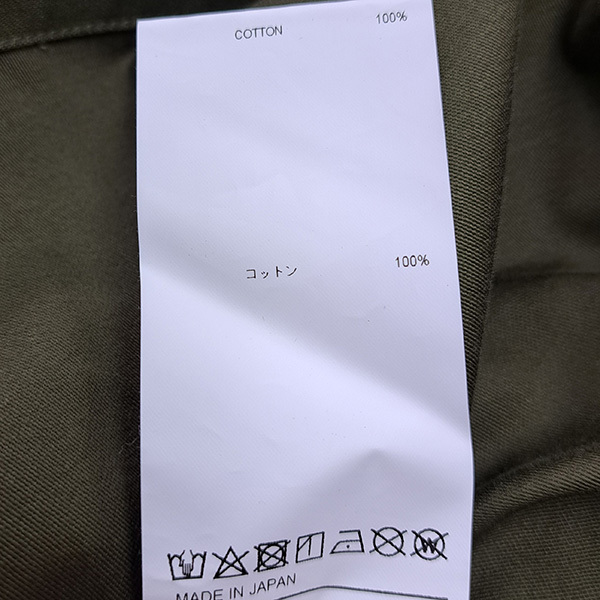 COTTON 100%
コットン 100%
MADE IN JAPAN